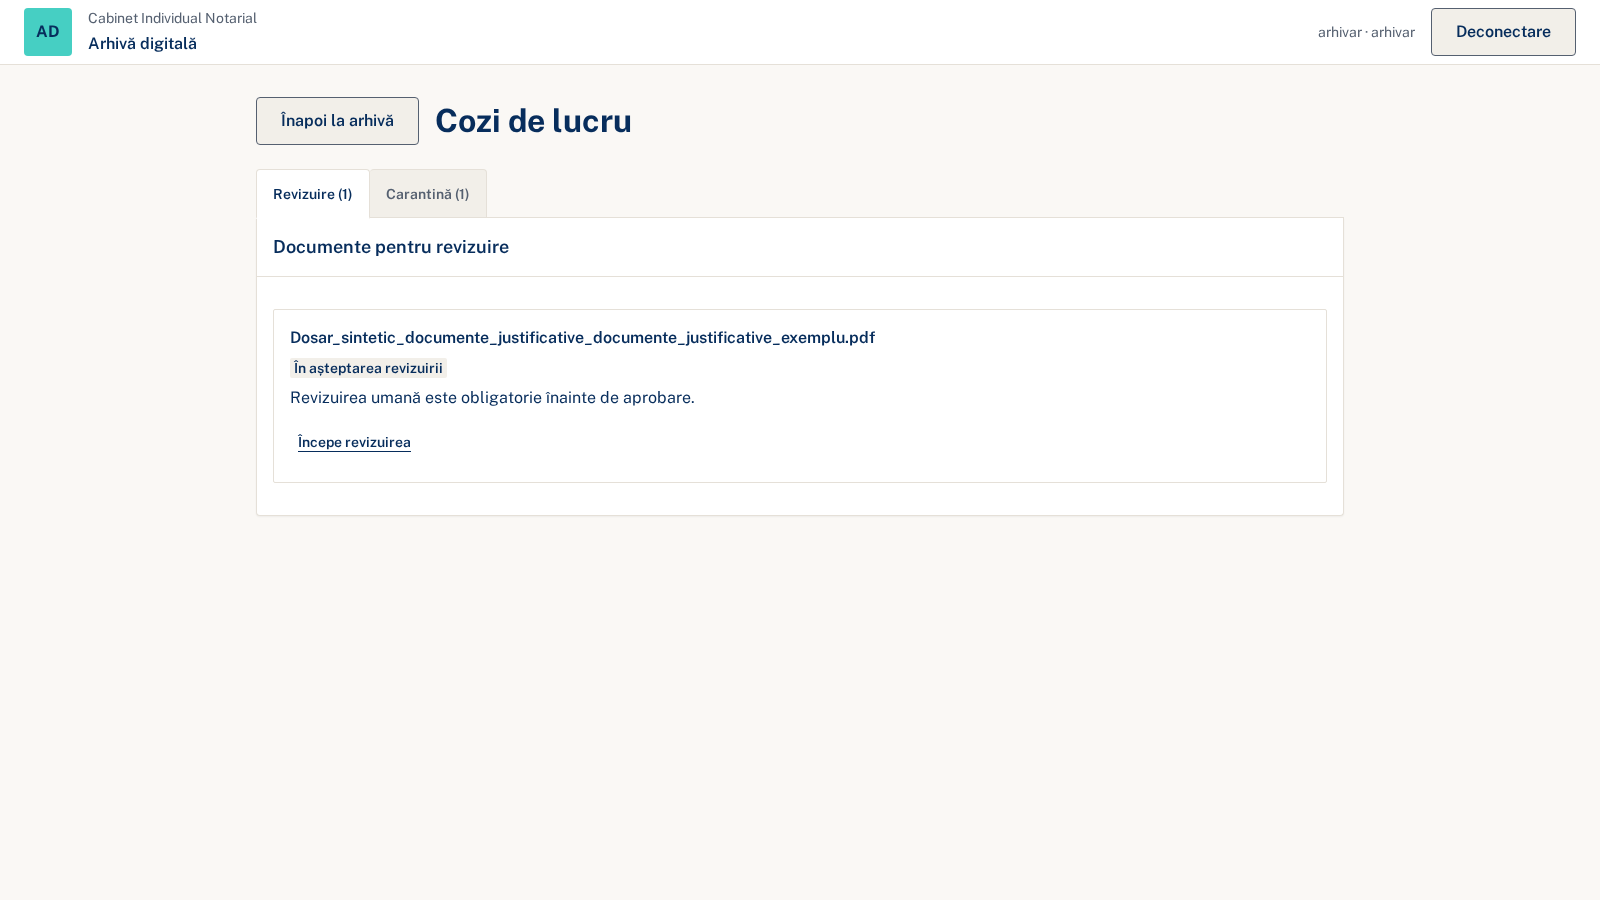 AD
Cabinet Individual Notarial
Arhivă digitală
arhivar · arhivar
Deconectare
Înapoi la arhivă
Cozi de lucru
Revizuire (1)
Carantină (1)
Documente pentru revizuire
Dosar_sintetic_documente_justificative_documente_justificative_exemplu.pdf
În așteptarea revizuirii
Revizuirea umană este obligatorie înainte de aprobare.
Începe revizuirea